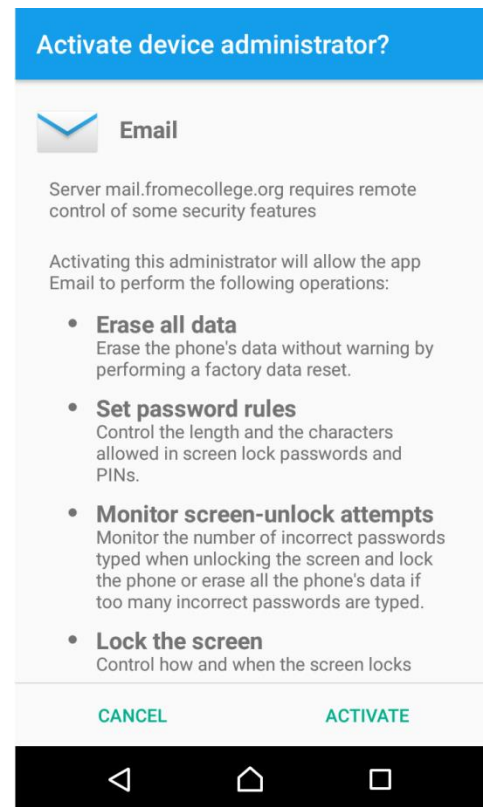 Activate device administrator?
Email
Server mail.fromecollege.org requires remote
control of some security features
Activating this administrator will allow the app
Email to perform the following operations:
• Erase all data
Erase the phone's data without warning by
performing a factory data reset.
• Set password rules
Control the length and the characters
allowed in screen lock passwords and
PINs.
• Monitor screen-unlock attempts
Monitor the number of incorrect passwords
typed when unlocking the screen and lock
the phone or erase all the phone's data if
too many incorrect passwords are typed.
• Lock the screen
Control how and when the screen locks
CANCEL ACTIVATE